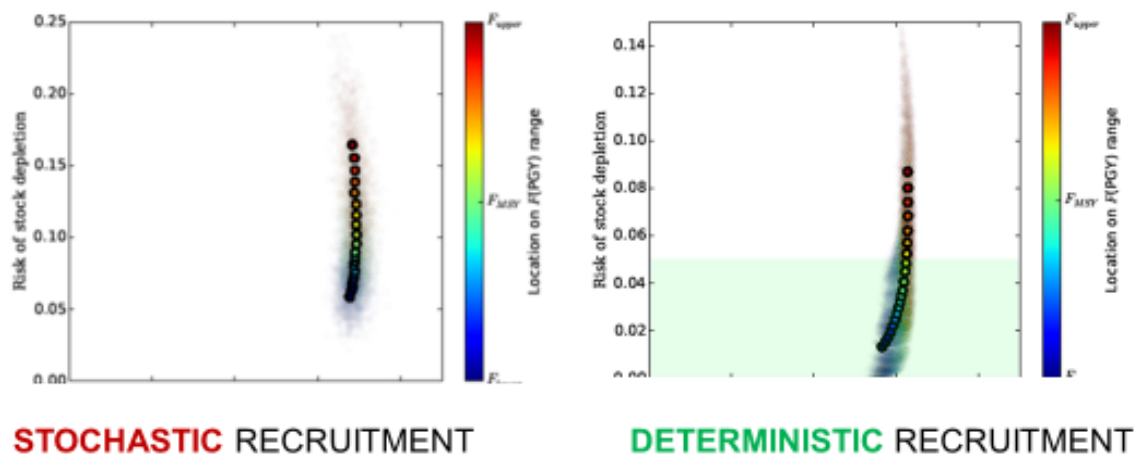 0.25
0.20
0.15
0.10
0.05
0.00
Risk of stock depletion
F_upper
F_MSY
Location on F(PGY) range
0.14
0.12
0.10
0.08
0.06
0.04
0.02
0.00
Risk of stock depletion
F_upper
F_MSY
F
Location on F(PGY) range
STOCHASTIC RECRUITMENT
DETERMINISTIC RECRUITMENT